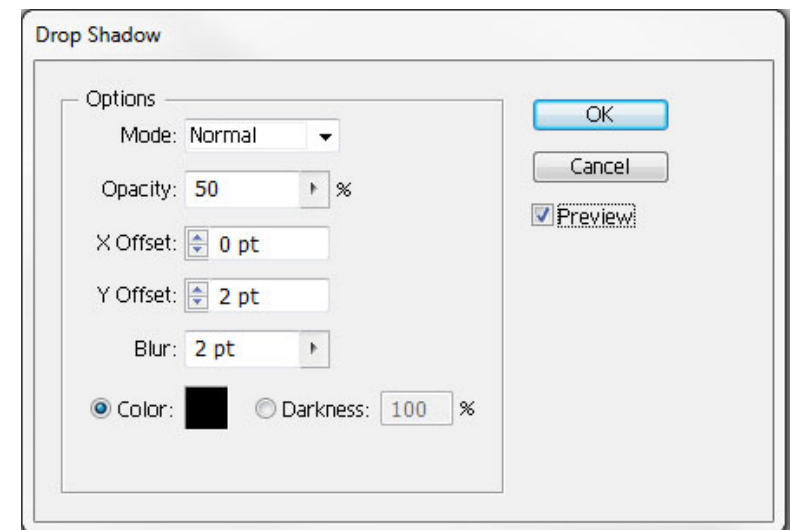 Drop Shadow
Options
Mode: Normal
Opacity: 50 %
X Offset: 0 pt
Y Offset: 2 pt
Blur: 2 pt
Color: Darkness: 100 %
OK
Cancel
Preview